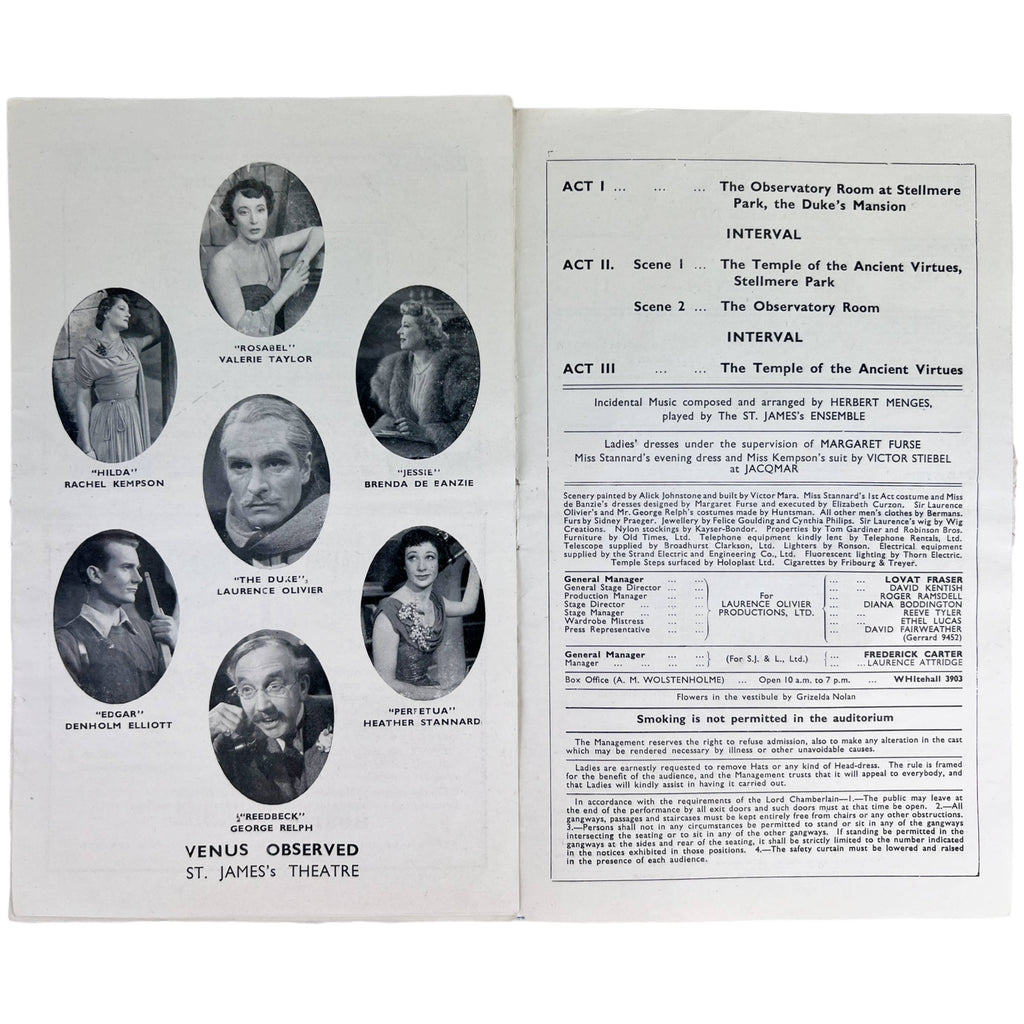 "ROSABEL"
VALERIE TAYLOR
"HILDA"
RACHEL KEMPSON
"JESSIE"
BRENDA DE BANZIE
"THE DUKE"
LAURENCE OLIVIER
"EDGAR"
DENHOLM ELLIOTT
"PERPETUA"
HEATHER STANNARD
"REEDBECK"
GEORGE RELPH
VENUS OBSERVED
ST. JAMES's THEATRE
ACT I ... ... ... The Observatory Room at Stellmere
Park, the Duke's Mansion
INTERVAL
ACT II. Scene 1 ... The Temple of the Ancient Virtues,
Stellmere Park
Scene 2 ... The Observatory Room
INTERVAL
ACT III ... ... The Temple of the Ancient Virtues
Incidental Music composed and arranged by HERBERT MENGES,
played by The ST. JAMES's ENSEMBLE
Ladies' dresses under the supervision of MARGARET FURSE
Miss Stannard's evening dress and Miss Kempson's suit by VICTOR STIEBEL
at JACQMAR
Scenery painted by Alick Johnstone and built by Victor Mara. Miss Stannard's 1st Act costume and Miss
de Banzie's dresses designed by Margaret Furse and executed by Elizabeth Curzon. Sir Laurence
Olivier's and Mr. George Relph's costumes made by Huntsman. All other men's clothes by Bermans.
Furs by Sidney Praeger. Jewellery by Felice Goulding and Cynthia Philips. Sir Laurence's wig by Wig
Creations. Nylon stockings by Kayser-Bondor. Properties by Tom Gardiner and Robinson Bros.
Furniture by Old Times, Ltd. Telephone equipment kindly lent by Telephone Rentals, Ltd.
Telescope supplied by Broadhurst Clarkson, Ltd. Lighters by Ronson. Electrical equipment
supplied by the Strand Electric and Engineering Co., Ltd. Fluorescent lighting by Thorn Electric.
Temple Steps surfaced by Holoplast Ltd. Cigarettes by Fribourg & Treyer.
General Manager ... ... LOVAT FRASER
General Stage Director ... ... ... DAVID KENTISH
Production Manager ... ... For ROGER RAMSDELL
Stage Director ... ... ... LAURENCE OLIVIER DIANA BODDINGTON
Stage Manager ... ... PRODUCTIONS, LTD. REEVE TYLER
Wardrobe Mistress ... ... ... ... ETHEL LUCAS
Press Representative ... ... ... DAVID FAIRWEATHER
(Gerrard 9452)
General Manager ... ... (For S.J. & L., Ltd.) ... FREDERICK CARTER
Manager ... ... ... ... ... LAURENCE ATTRIDGE
Box Office (A. M. WOLSTENHOLME) ... Open 10 a.m. to 7 p.m. ... WHItehall 3903
Flowers in the vestibule by Grizelda Nolan
Smoking is not permitted in the auditorium
The Management reserves the right to refuse admission, also to make any alteration in the cast
which may be rendered necessary by illness or other unavoidable causes.
Ladies are earnestly requested to remove Hats or any kind of Head-dress. The rule is framed
for the benefit of the audience, and the Management trusts that it will appeal to everybody, and
that Ladies will kindly assist in having it carried out.
In accordance with the requirements of the Lord Chamberlain—1.—The public may leave at
the end of the performance by all exit doors and such doors must at that time be open. 2.—All
gangways, passages and staircases must be kept entirely free from chairs or any other obstructions.
3.—Persons shall not in any circumstances be permitted to stand or sit in any of the gangways
intersecting the seating or to sit in any of the other gangways. If standing be permitted in the
gangways at the sides and rear of the seating, it shall be strictly limited to the number indicated
in the notices exhibited in those positions. 4.—The safety curtain must be lowered and raised
in the presence of each audience.